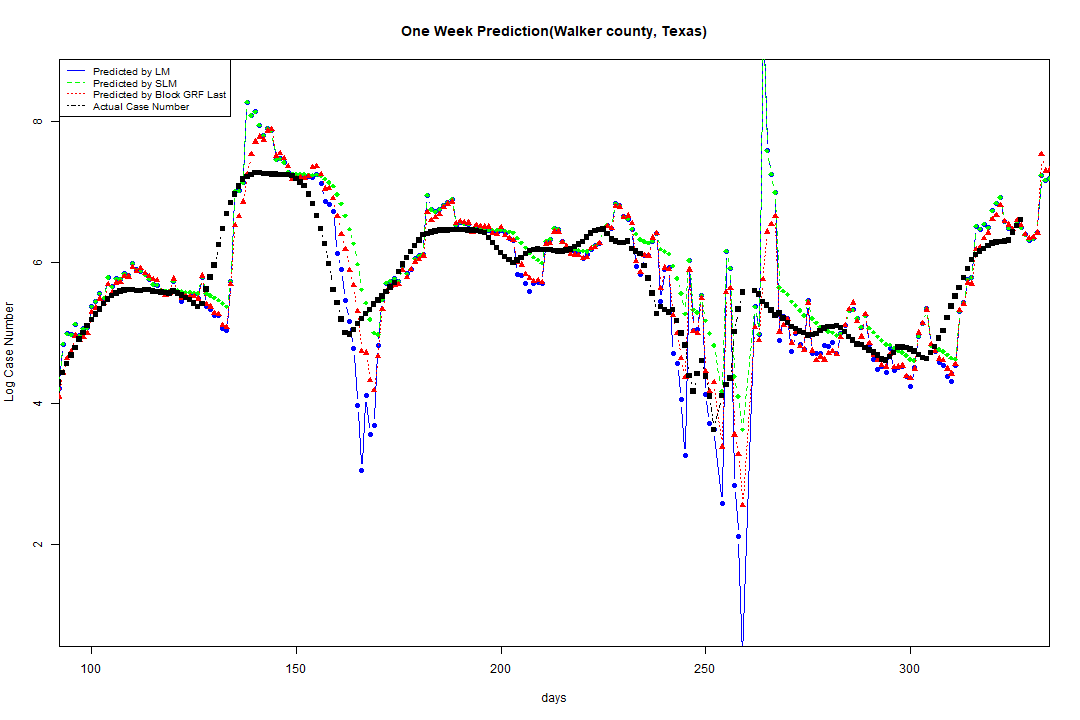 One Week Prediction(Walker county, Texas)
Predicted by LM
Predicted by SLM
Predicted by Block GRF Last
Actual Case Number
8
6
4
2
Log Case Number
100 150 200 250 300
days